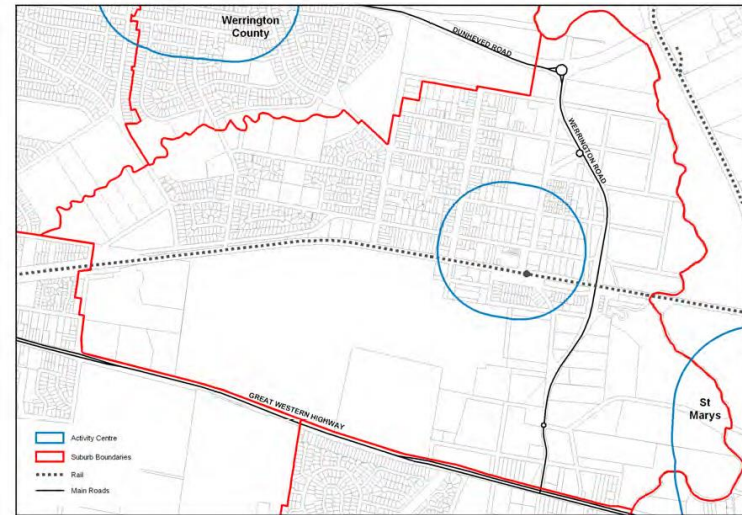 Werrington
County
DUNHEVED ROAD
WERRINGTON ROAD
GREAT WESTERN HIGHWAY
St
Marys
Activity Centre
Suburb Boundaries
Rail
Main Roads